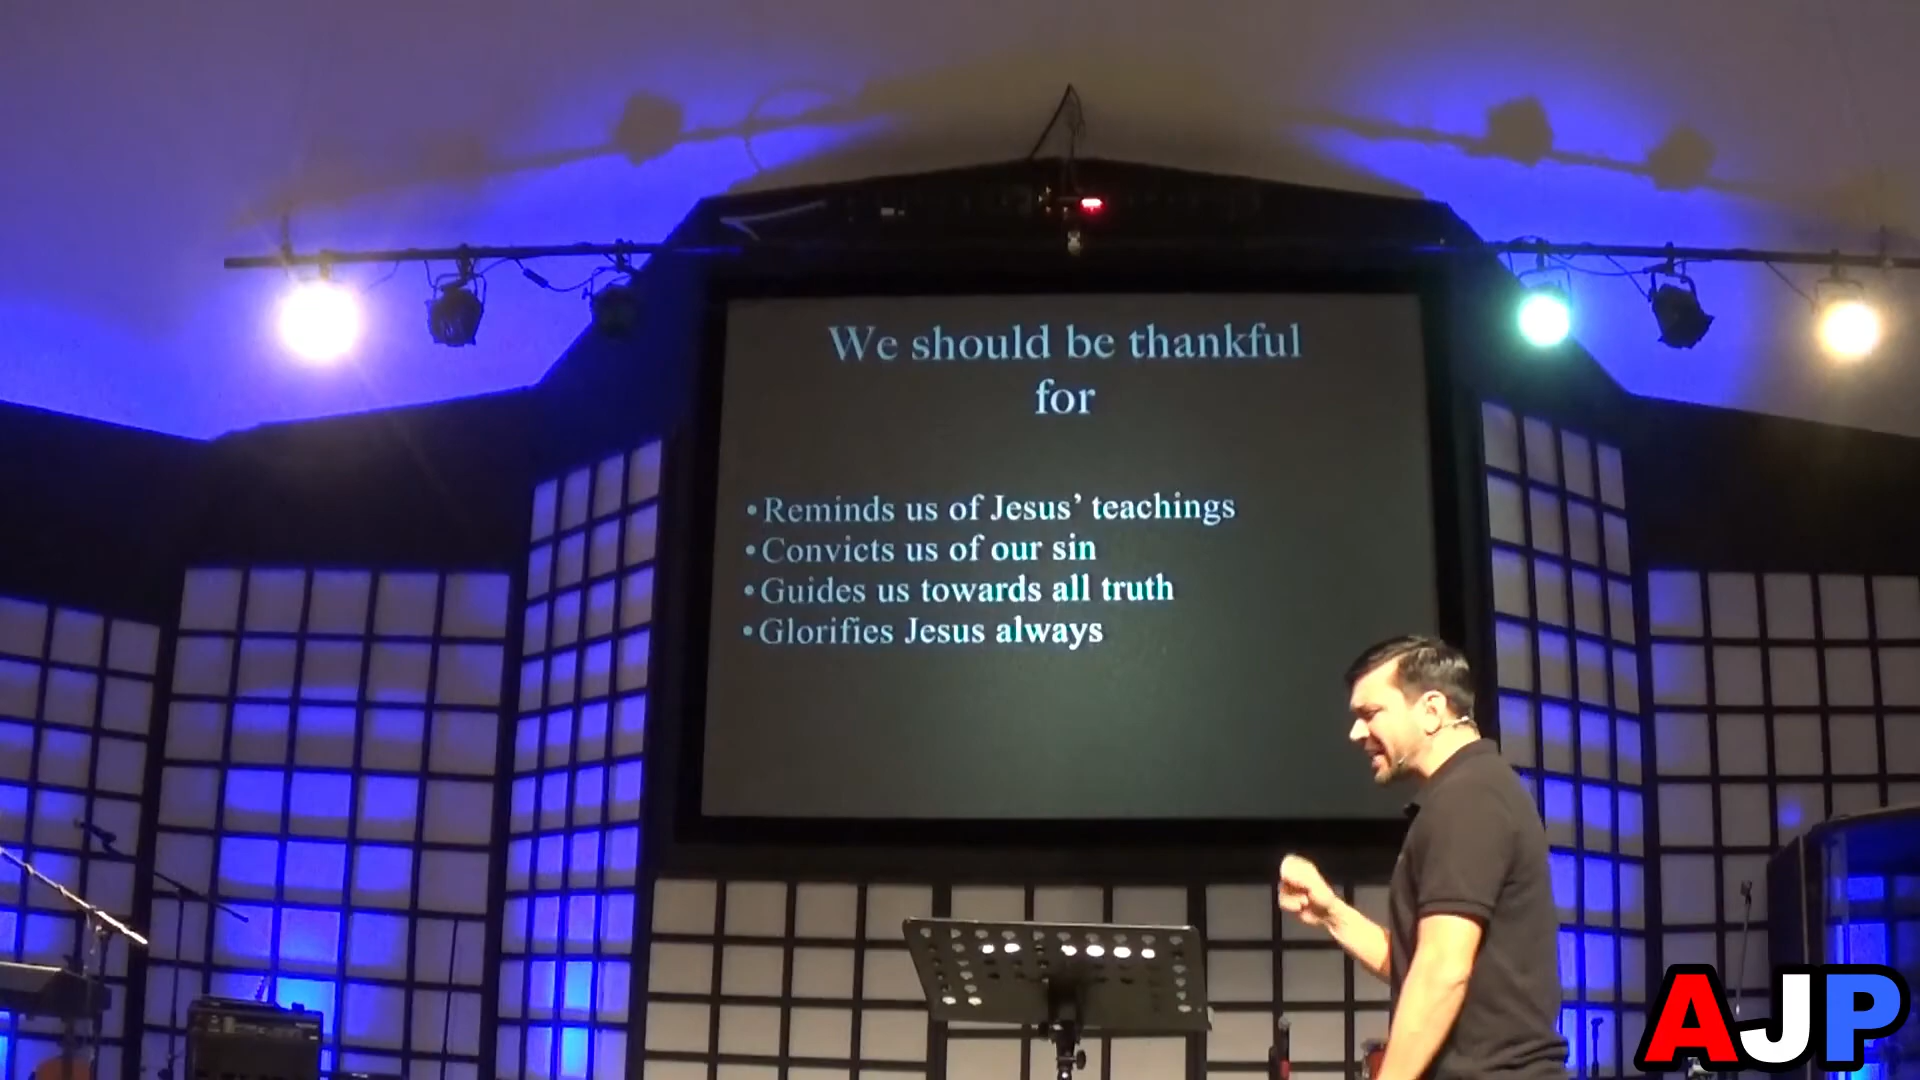 We should be thankful
for
•Reminds us of Jesus’ teachings
•Convicts us of our sin
•Guides us towards all truth
•Glorifies Jesus always
AJP